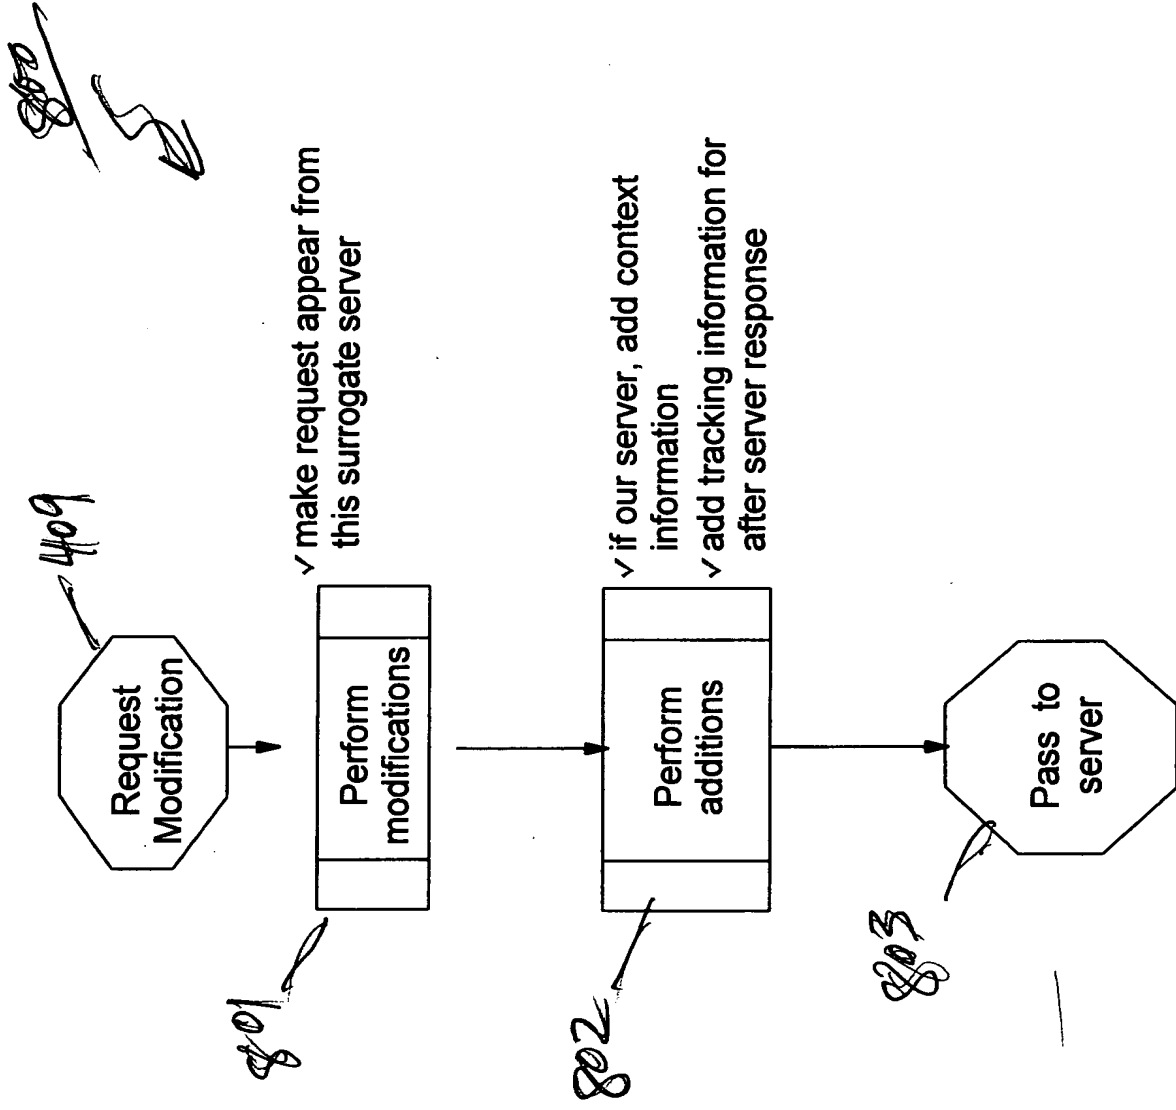 800
409
Request
Modification
801
Perform
modifications
✓ make request appear from
this surrogate server
802
Perform
additions
✓ if our server, add context
information
✓ add tracking information for
after server response
803
Pass to
server